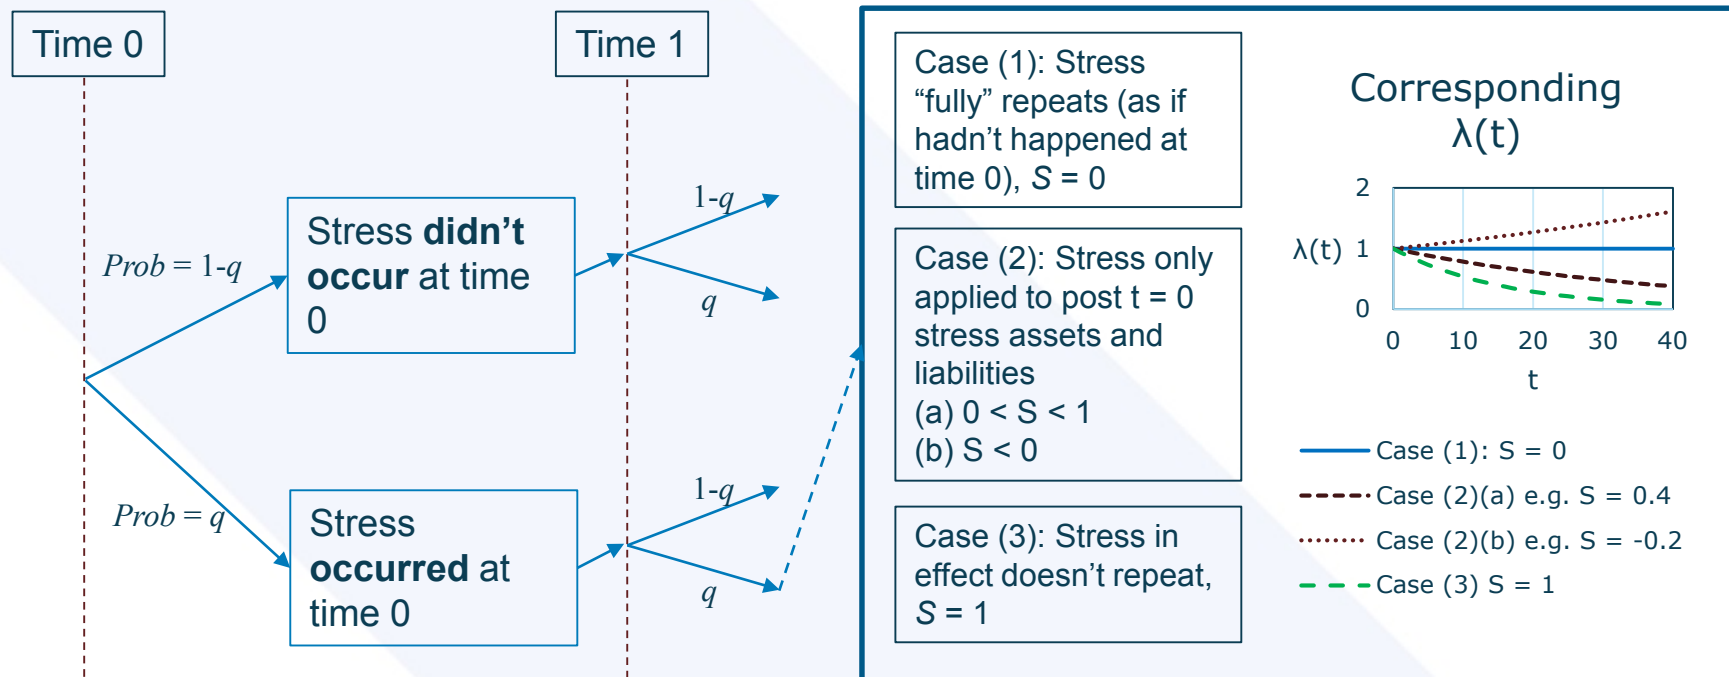 Time 0
Time 1
Prob = 1-q
Stress didn’t
occur at time
0
1-q
q
Prob = q
Stress
occurred at
time 0
1-q
q
Case (1): Stress
“fully” repeats (as if
hadn’t happened at
time 0), S = 0
Case (2): Stress only
applied to post t = 0
stress assets and
liabilities
(a) 0 < S < 1
(b) S < 0
Case (3): Stress in
effect doesn’t repeat,
S = 1
Corresponding
λ(t)
2
λ(t) 1
0
0 10 20 30 40
t
Case (1): S = 0
Case (2)(a) e.g. S = 0.4
Case (2)(b) e.g. S = -0.2
Case (3) S = 1